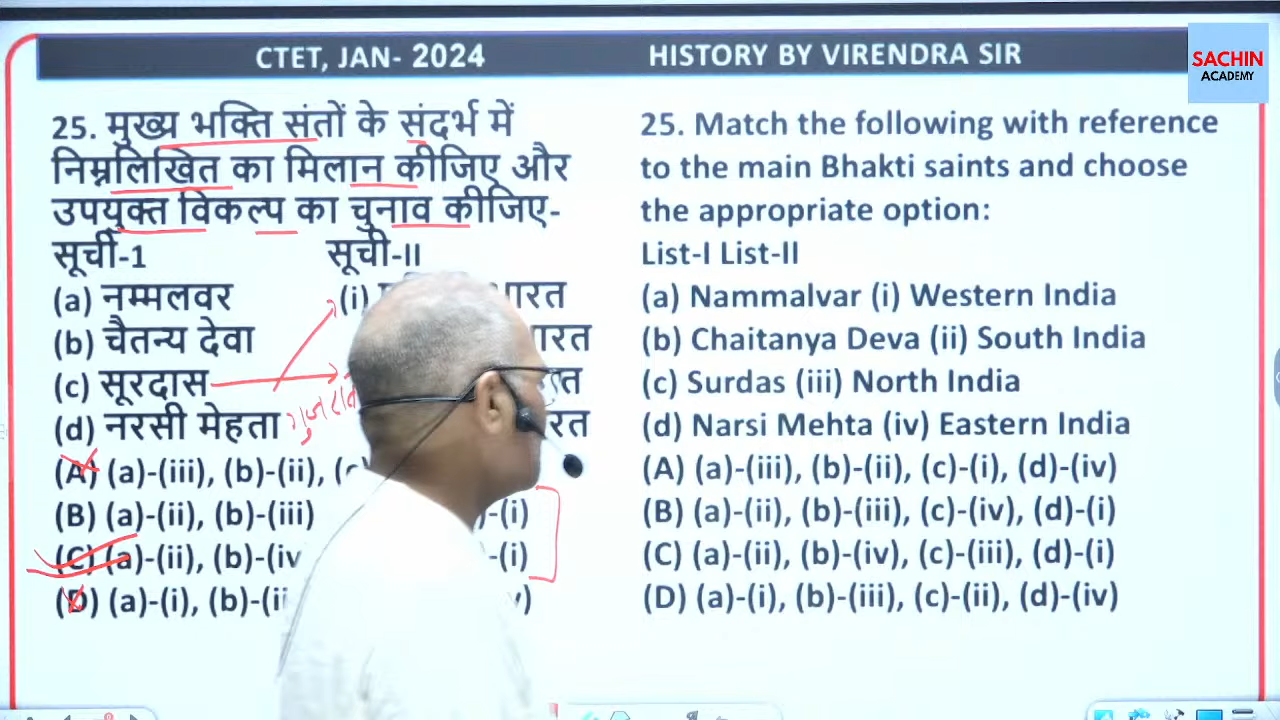 CTET, JAN- 2024
HISTORY BY VIRENDRA SIR
SACHIN
ACADEMY
25. मुख्य भक्ति संतों के संदर्भ में
निम्नलिखित का मिलान कीजिए और
उपयुक्त विकल्प का चुनाव कीजिए-
सूची-1 सूची-II
(a) नम्मलवर (i)
(b) चैतन्य देवा
(c) सूरदास
(d) नरसी मेहता
(A) (a)-(iii), (b)-(ii),
(B) (a)-(ii), (b)-(iii) -(i)
(C) (a)-(ii), (b)-(iv -(i)
(D) (a)-(i), (b)-
25. Match the following with reference
to the main Bhakti saints and choose
the appropriate option:
List-I List-II
(a) Nammalvar (i) Western India
(b) Chaitanya Deva (ii) South India
(c) Surdas (iii) North India
(d) Narsi Mehta (iv) Eastern India
(A) (a)-(iii), (b)-(ii), (c)-(i), (d)-(iv)
(B) (a)-(ii), (b)-(iii), (c)-(iv), (d)-(i)
(C) (a)-(ii), (b)-(iv), (c)-(iii), (d)-(i)
(D) (a)-(i), (b)-(iii), (c)-(ii), (d)-(iv)